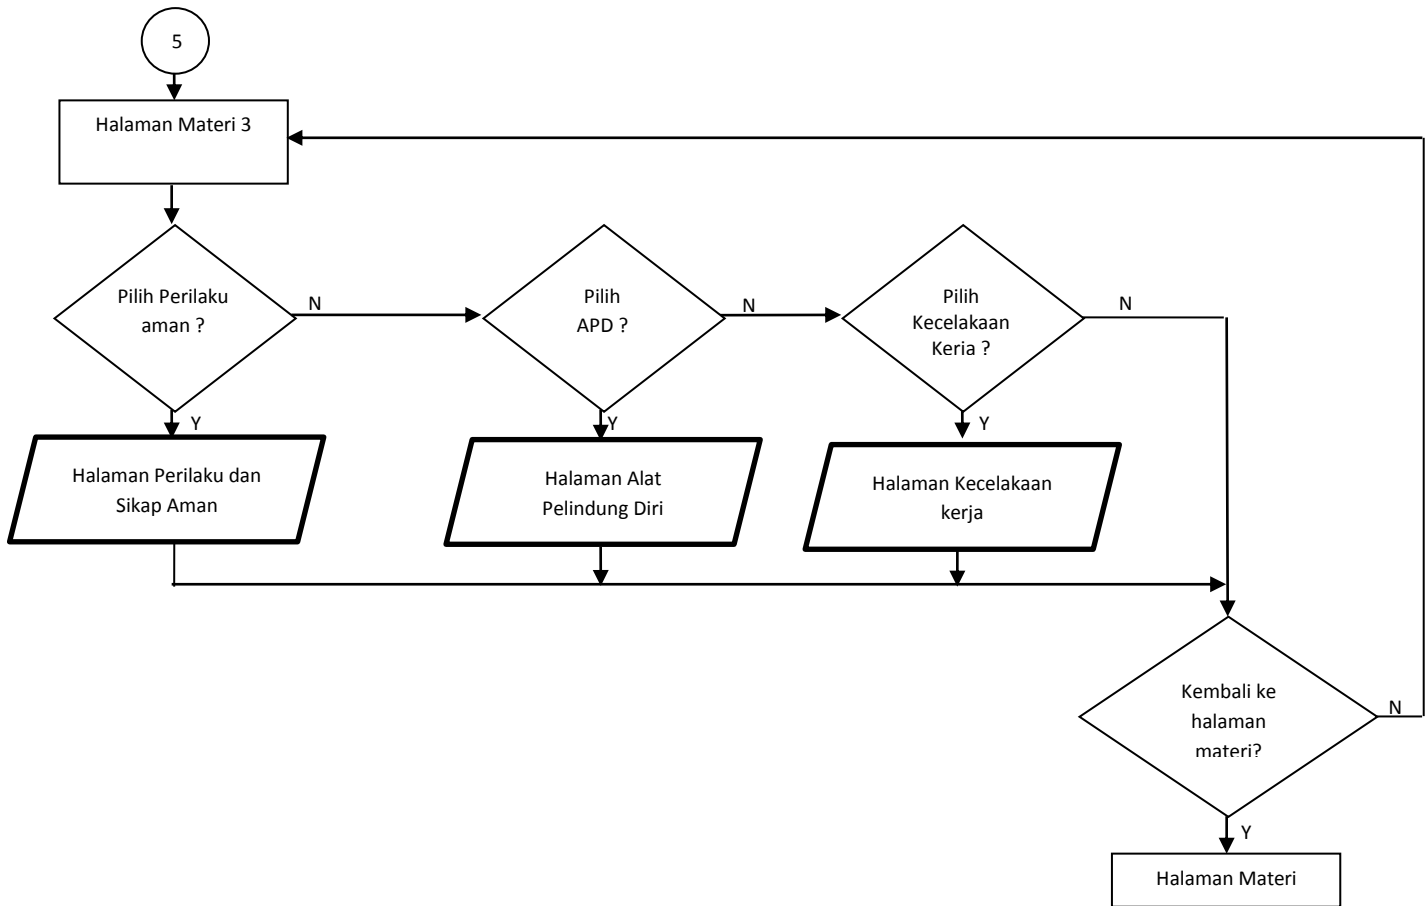 5
Halaman Materi 3
Pilih Perilaku
aman ?
N
Pilih
APD ?
N
Pilih
Kecelakaan
Kerja ?
N
Y
Y
Y
Halaman Perilaku dan
Sikap Aman
Halaman Alat
Pelindung Diri
Halaman Kecelakaan
kerja
Kembali ke
halaman
materi?
N
Y
Halaman Materi